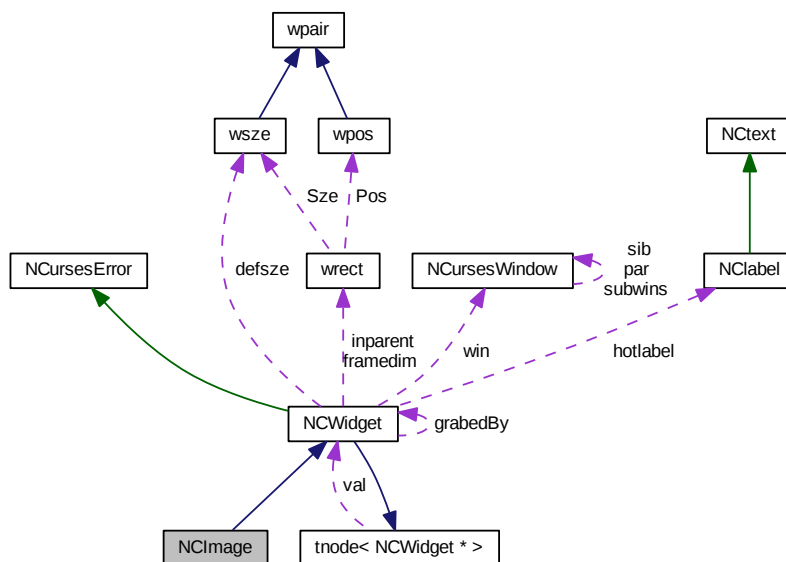 wpair
wsze
wpos
NCtext
Sze
Pos
NCursesError
defsze
wrect
NCursesWindow
sib
par
subwins
NClabel
inparent
framedim
win
hotlabel
NCWidget
grabedBy
val
NCImage
tnode< NCWidget * >